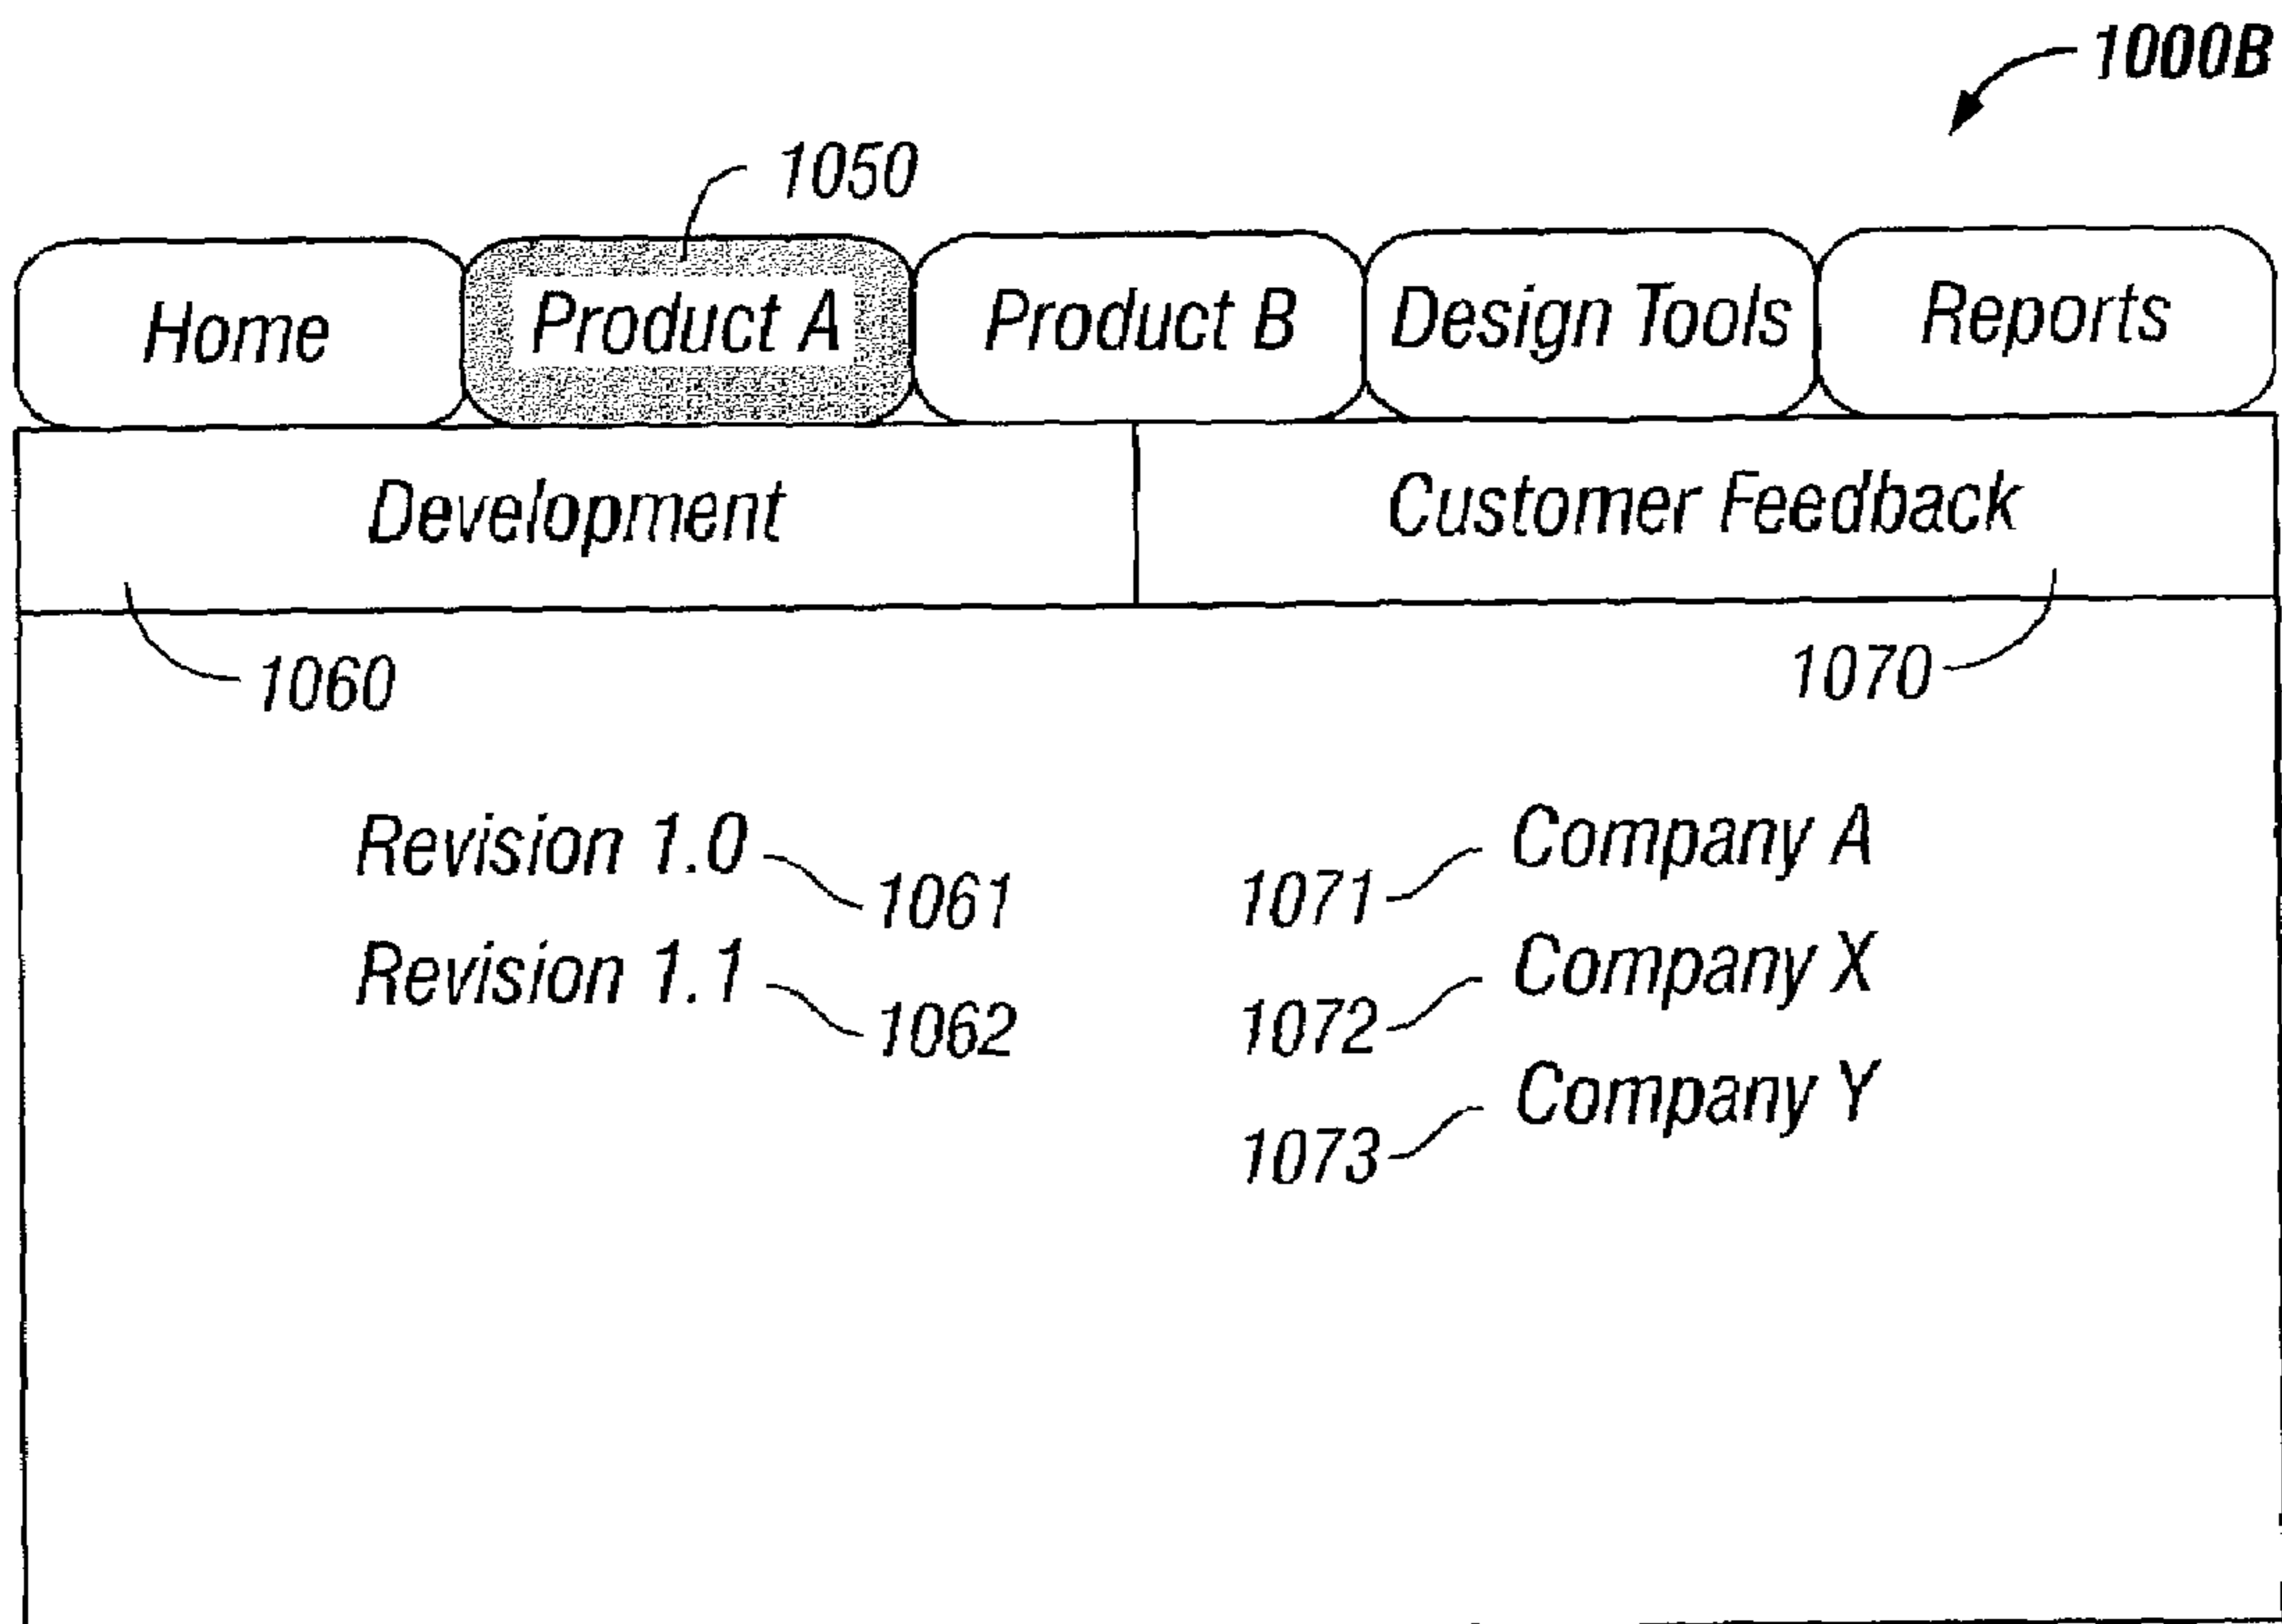 1000B
1050
Home Product A Product B Design Tools Reports
Development Customer Feedback
1060 1070
Revision 1.0 Company A
1061 1071
Revision 1.1 Company X
1062 1072
Company Y
1073